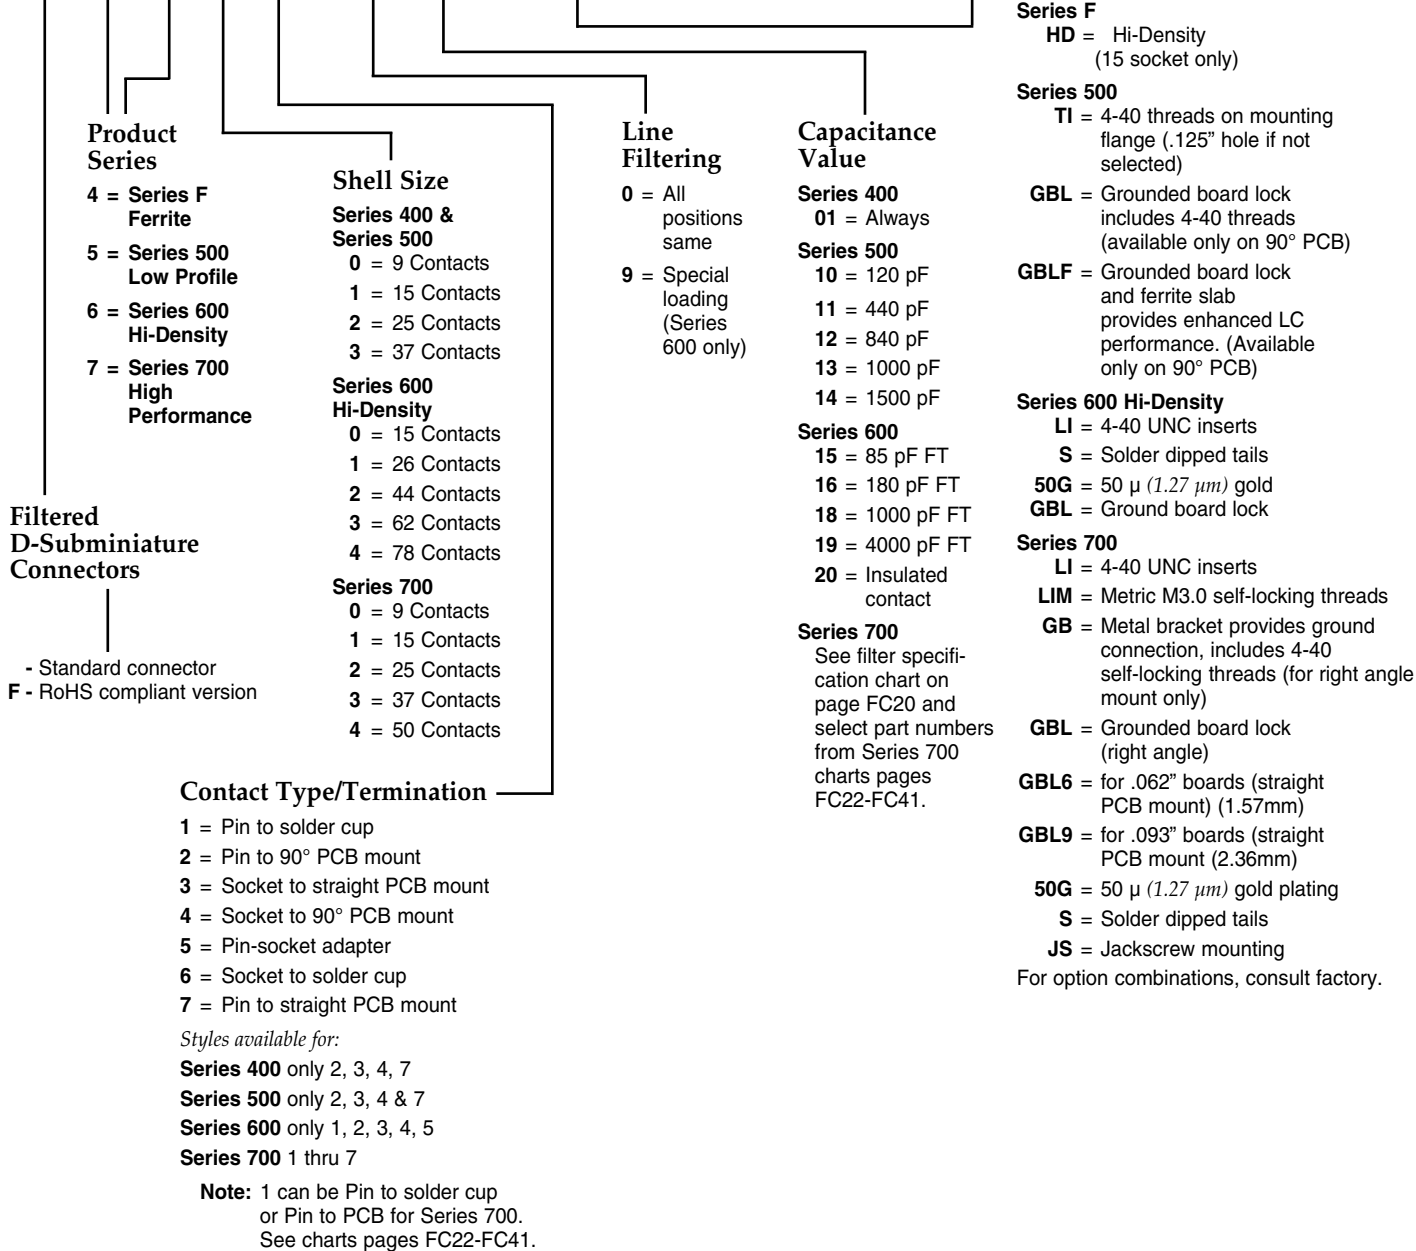 Product
Series
4 = Series F
Ferrite
5 = Series 500
Low Profile
6 = Series 600
Hi-Density
7 = Series 700
High
Performance
Filtered
D-Subminiature
Connectors
- Standard connector
F - RoHS compliant version
Shell Size
Series 400 &
Series 500
0 = 9 Contacts
1 = 15 Contacts
2 = 25 Contacts
3 = 37 Contacts
Series 600
Hi-Density
0 = 15 Contacts
1 = 26 Contacts
2 = 44 Contacts
3 = 62 Contacts
4 = 78 Contacts
Series 700
0 = 9 Contacts
1 = 15 Contacts
2 = 25 Contacts
3 = 37 Contacts
4 = 50 Contacts
Contact Type/Termination
1 = Pin to solder cup
2 = Pin to 90° PCB mount
3 = Socket to straight PCB mount
4 = Socket to 90° PCB mount
5 = Pin-socket adapter
6 = Socket to solder cup
7 = Pin to straight PCB mount
Styles available for:
Series 400 only 2, 3, 4, 7
Series 500 only 2, 3, 4 & 7
Series 600 only 1, 2, 3, 4, 5
Series 700 1 thru 7
Note: 1 can be Pin to solder cup
or Pin to PCB for Series 700.
See charts pages FC22-FC41.
Line
Filtering
0 = All
positions
same
9 = Special
loading
(Series
600 only)
Capacitance
Value
Series 400
01 = Always
Series 500
10 = 120 pF
11 = 440 pF
12 = 840 pF
13 = 1000 pF
14 = 1500 pF
Series 600
15 = 85 pF FT
16 = 180 pF FT
18 = 1000 pF FT
19 = 4000 pF FT
20 = Insulated
contact
Series 700
See filter specifi-
cation chart on
page FC20 and
select part numbers
from Series 700
charts pages
FC22-FC41.
Series F
HD = Hi-Density
(15 socket only)
Series 500
TI = 4-40 threads on mounting
flange (.125" hole if not
selected)
GBL = Grounded board lock
includes 4-40 threads
(available only on 90° PCB)
GBLF = Grounded board lock
and ferrite slab
provides enhanced LC
performance. (Available
only on 90° PCB)
Series 600 Hi-Density
LI = 4-40 UNC inserts
S = Solder dipped tails
50G = 50 µ (1.27 µm) gold
GBL = Ground board lock
Series 700
LI = 4-40 UNC inserts
LIM = Metric M3.0 self-locking threads
GB = Metal bracket provides ground
connection, includes 4-40
self-locking threads (for right angle
mount only)
GBL = Grounded board lock
(right angle)
GBL6 = for .062" boards (straight
PCB mount) (1.57mm)
GBL9 = for .093" boards (straight
PCB mount (2.36mm)
50G = 50 µ (1.27 µm) gold plating
S = Solder dipped tails
JS = Jackscrew mounting
For option combinations, consult factory.